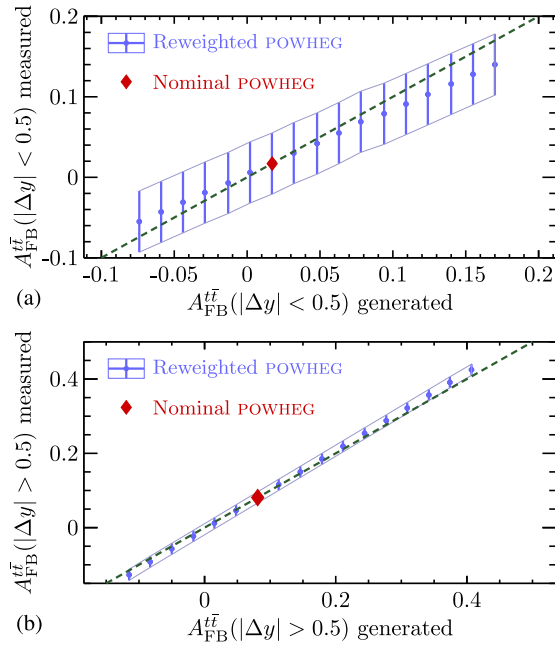 0.2
0.1
0
-0.1
A_FB^{tt̄}(|Δy| < 0.5) measured
Reweighted POWHEG
Nominal POWHEG
-0.1 -0.05 0 0.05 0.1 0.15 0.2
(a)
A_FB^{tt̄}(|Δy| < 0.5) generated
0.4
0.2
0
A_FB^{tt̄}(|Δy| > 0.5) measured
Reweighted POWHEG
Nominal POWHEG
0 0.2 0.4
(b)
A_FB^{tt̄}(|Δy| > 0.5) generated